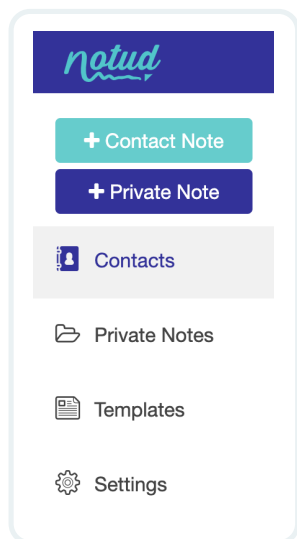 notud
+ Contact Note
+ Private Note
Contacts
Private Notes
Templates
Settings